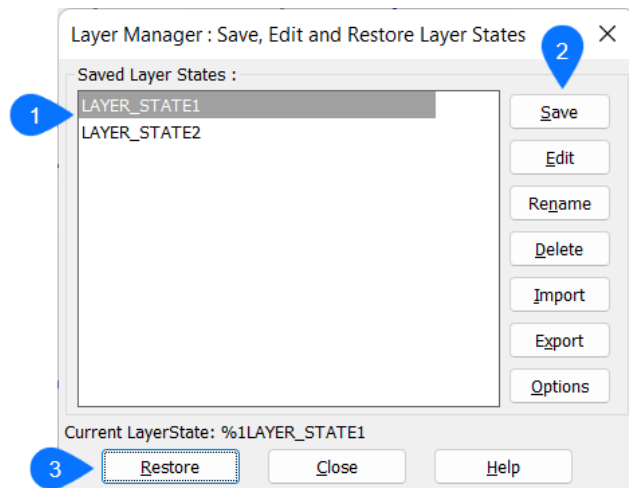 Layer Manager : Save, Edit and Restore Layer States
2
Saved Layer States :
1
LAYER_STATE1
LAYER_STATE2
Save
Edit
Rename
Delete
Import
Export
Options
Current LayerState: %1LAYER_STATE1
3
Restore
Close
Help